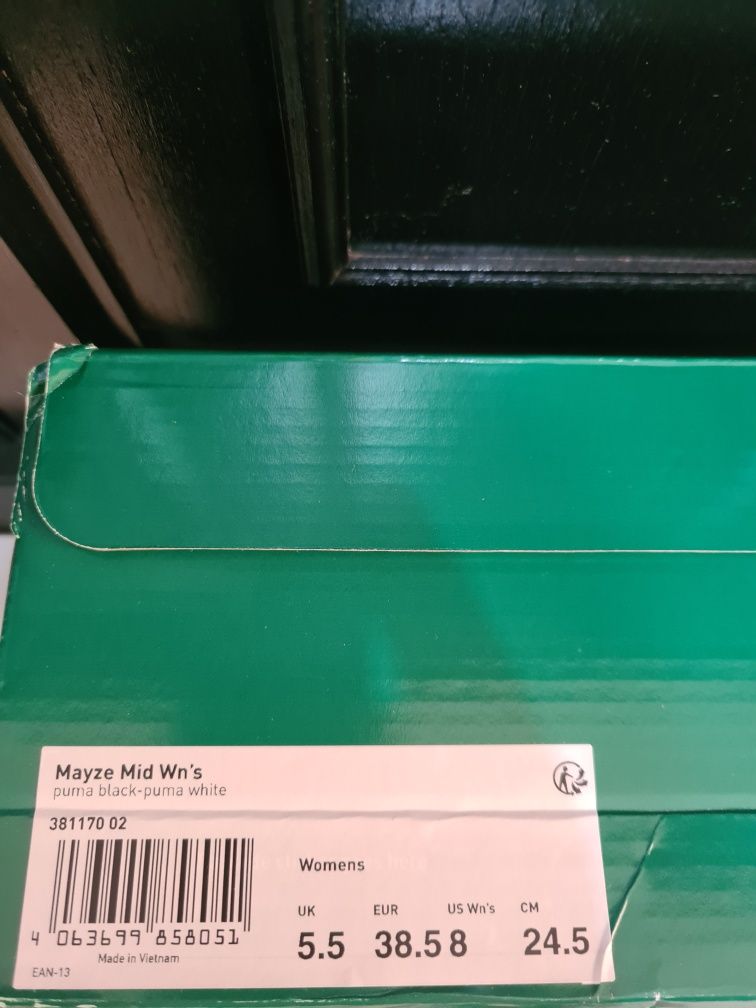 Mayze Mid Wn's
puma black-puma white
381170 02
Womens
UK EUR US Wn's CM
5.5 38.5 8 24.5
4 063699 858051
Made in Vietnam
EAN-13